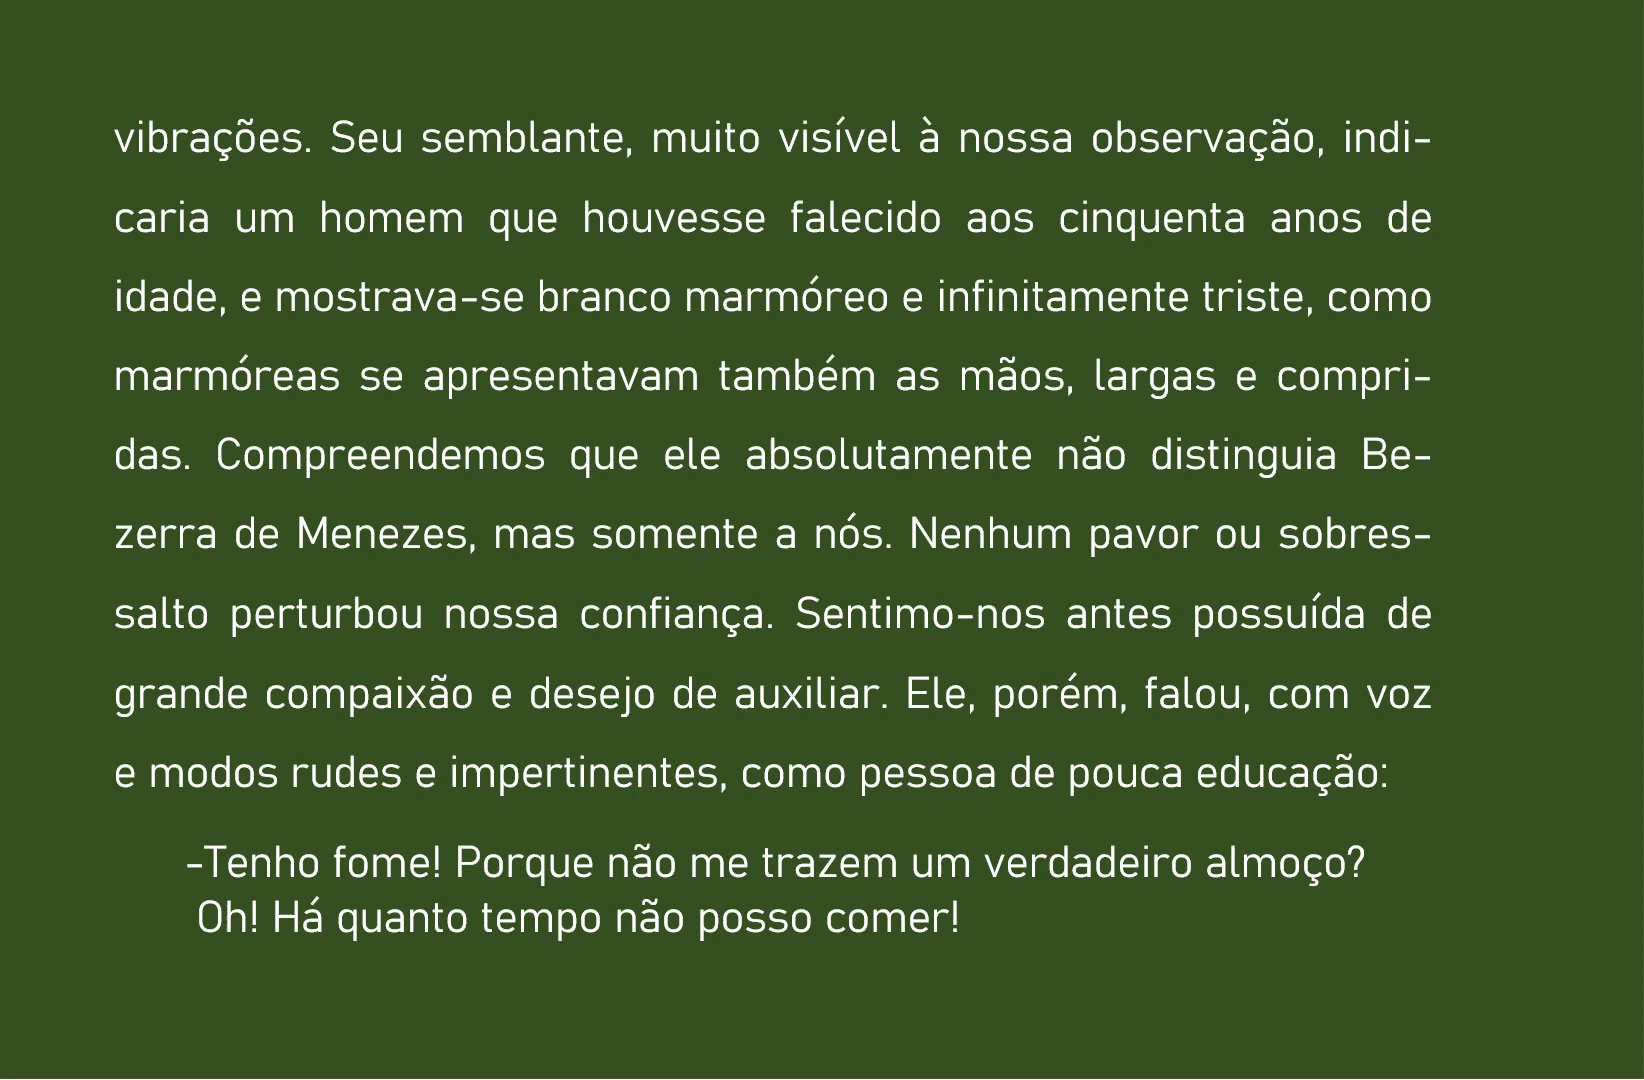 vibrações. Seu semblante, muito visível à nossa observação, indi-
caria um homem que houvesse falecido aos cinquenta anos de
idade, e mostrava-se branco marmóreo e infinitamente triste, como
marmóreas se apresentavam também as mãos, largas e compri-
das. Compreendemos que ele absolutamente não distinguia Be-
zerra de Menezes, mas somente a nós. Nenhum pavor ou sobres-
salto perturbou nossa confiança. Sentimo-nos antes possuída de
grande compaixão e desejo de auxiliar. Ele, porém, falou, com voz
e modos rudes e impertinentes, como pessoa de pouca educação:
-Tenho fome! Porque não me trazem um verdadeiro almoço?
Oh! Há quanto tempo não posso comer!